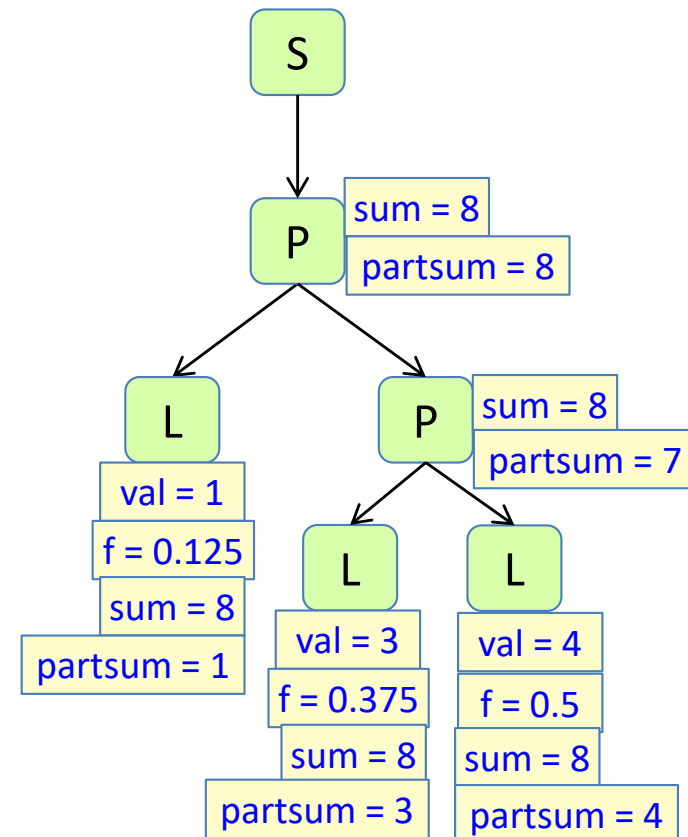 S
P
sum = 8
partsum = 8
L
val = 1
f = 0.125
sum = 8
partsum = 1
P
sum = 8
partsum = 7
L
val = 3
f = 0.375
sum = 8
partsum = 3
L
val = 4
f = 0.5
sum = 8
partsum = 4